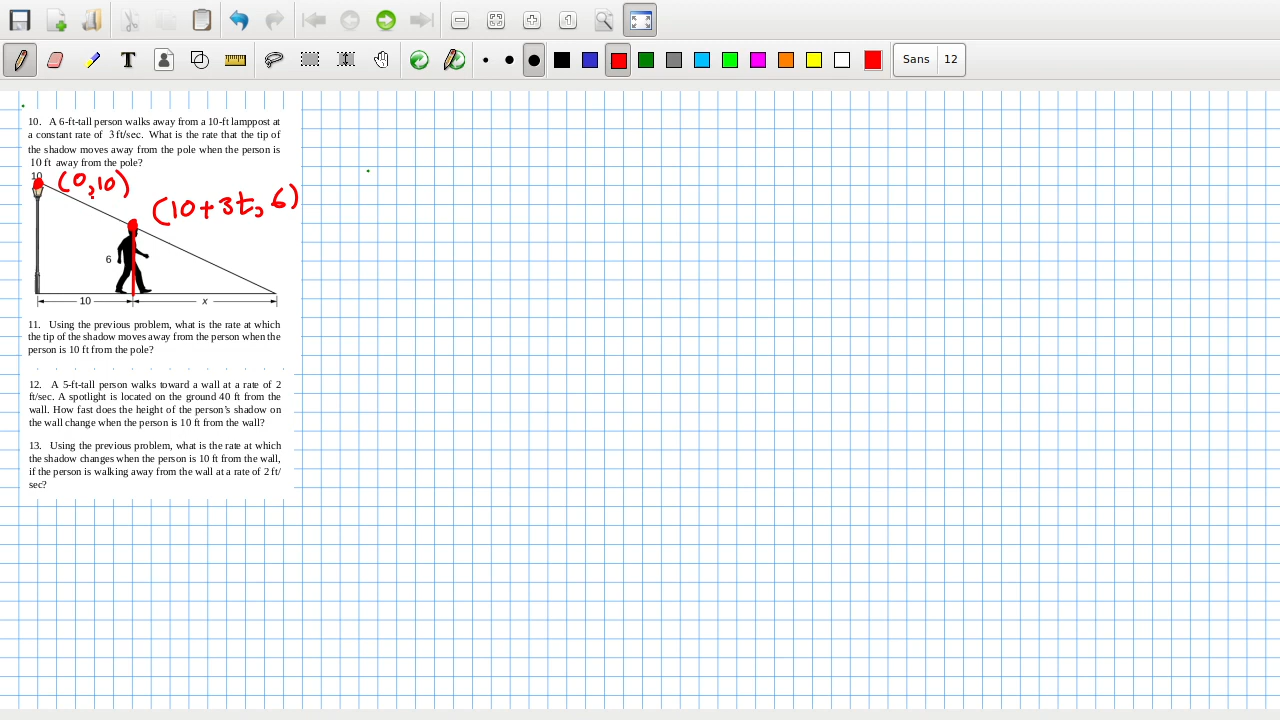 Sans 12
10. A 6-ft-tall person walks away from a 10-ft lamppost at
a constant rate of 3 ft/sec. What is the rate that the tip of
the shadow moves away from the pole when the person is
10 ft away from the pole?
10
(0,10)
(10+3t, 6)
6
10
x
11. Using the previous problem, what is the rate at which
the tip of the shadow moves away from the person when the
person is 10 ft from the pole?
12. A 5-ft-tall person walks toward a wall at a rate of 2
ft/sec. A spotlight is located on the ground 40 ft from the
wall. How fast does the height of the person's shadow on
the wall change when the person is 10 ft from the wall?
13. Using the previous problem, what is the rate at which
the shadow changes when the person is 10 ft from the wall,
if the person is walking away from the wall at a rate of 2 ft/
sec?